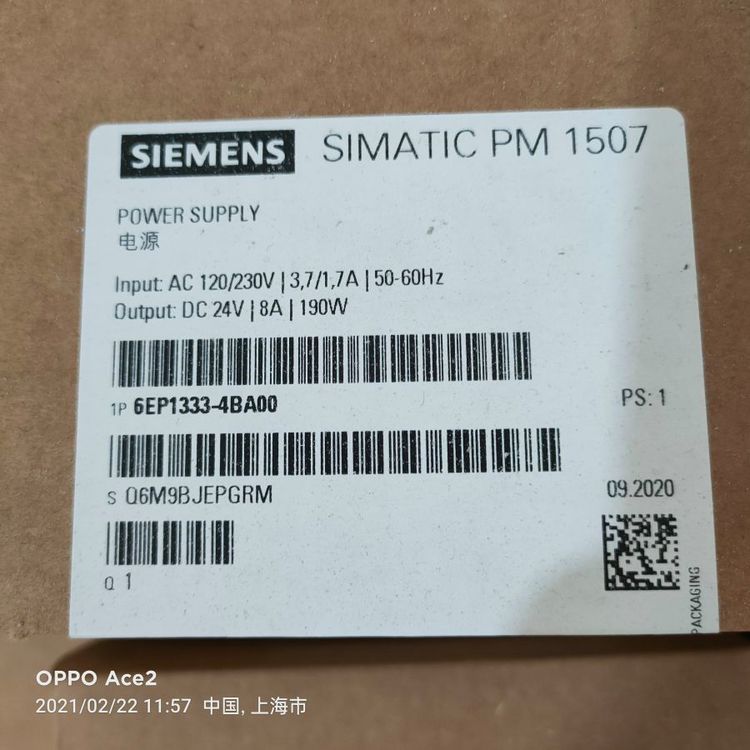 SIEMENS SIMATIC PM 1507
POWER SUPPLY
电源
Input: AC 120/230V | 3,7/1,7A | 50-60Hz
Output: DC 24V | 8A | 190W
1P 6EP1333-4BA00
PS: 1
S Q6M9BJEPGRM
09.2020
Q 1
PACKAGING
OPPO Ace2
2021/02/22 11:57 中国, 上海市